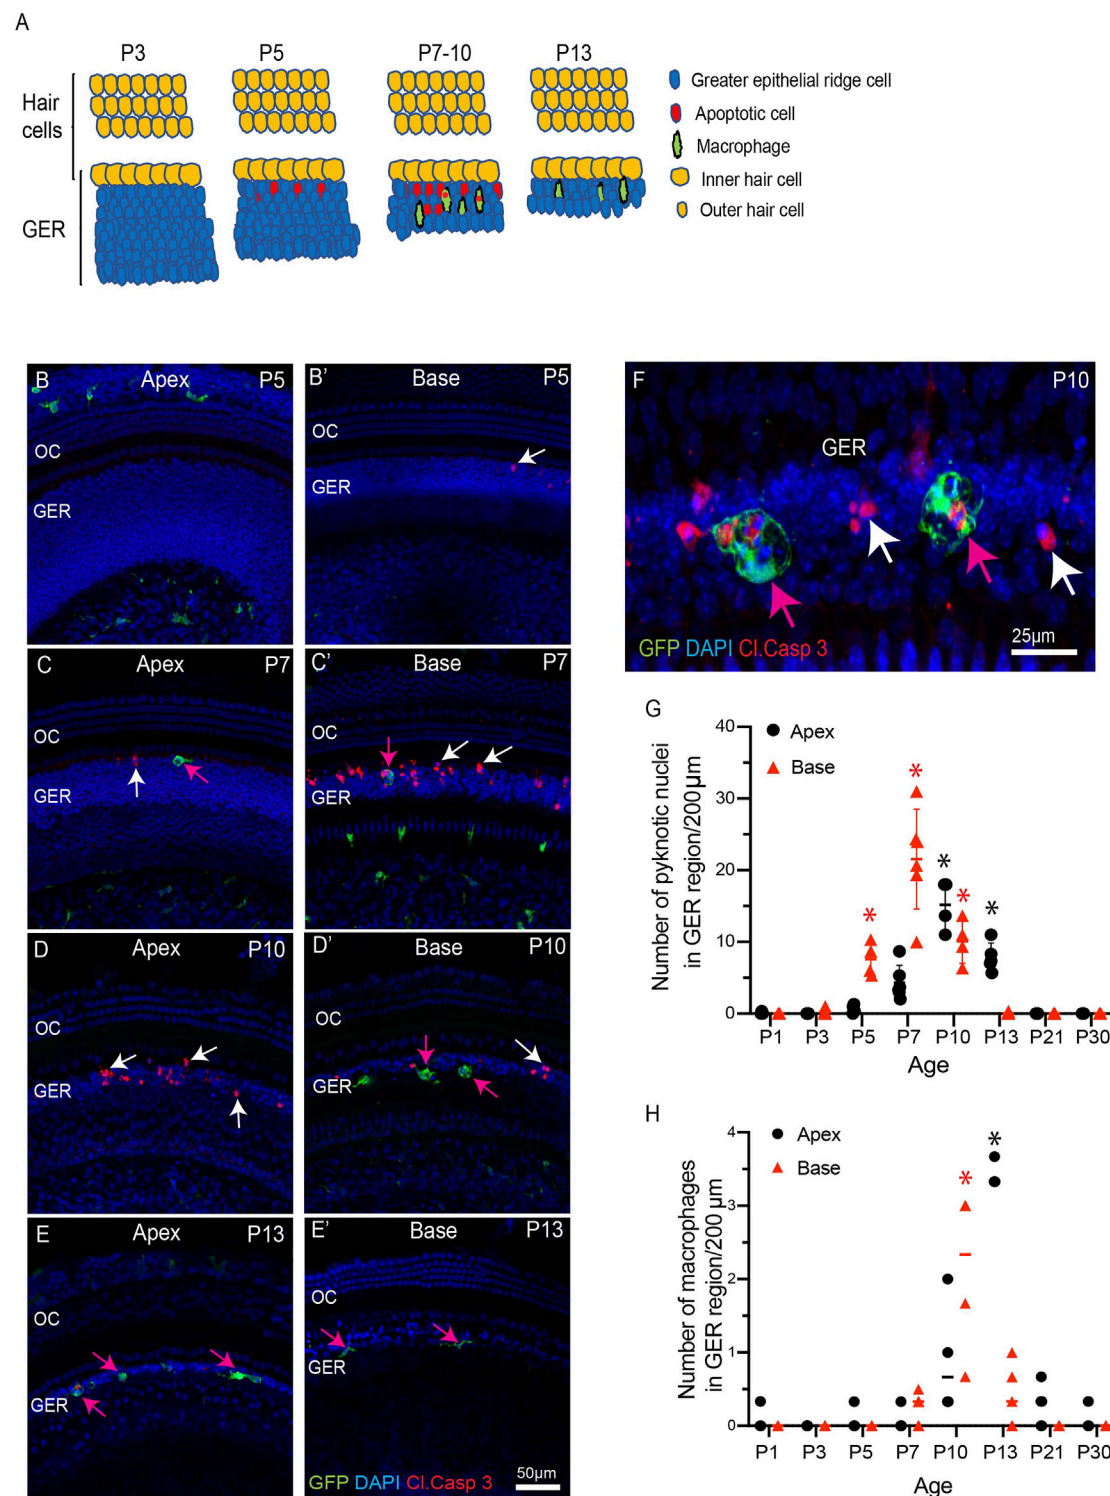 A
P3 P5 P7-10 P13
Hair
cells
GER
Greater epithelial ridge cell
Apoptotic cell
Macrophage
Inner hair cell
Outer hair cell
B Apex P5
OC
GER
B' Base P5
OC
GER
C Apex P7
OC
GER
C' Base P7
OC
GER
D Apex P10
OC
GER
D' Base P10
OC
GER
E Apex P13
OC
GER
E' Base P13
OC
GER
GFP DAPI Cl.Casp 3
50µm
F P10
GER
GFP DAPI Cl.Casp 3
25µm
G
Number of pyknotic nuclei
in GER region/200µm
40
30
20
10
0
Apex
Base
* * * * *
P1 P3 P5 P7 P10 P13 P21 P30
Age
H
Number of macrophages
in GER region/200 µm
4
3
2
1
0
Apex
Base
* *
P1 P3 P5 P7 P10 P13 P21 P30
Age